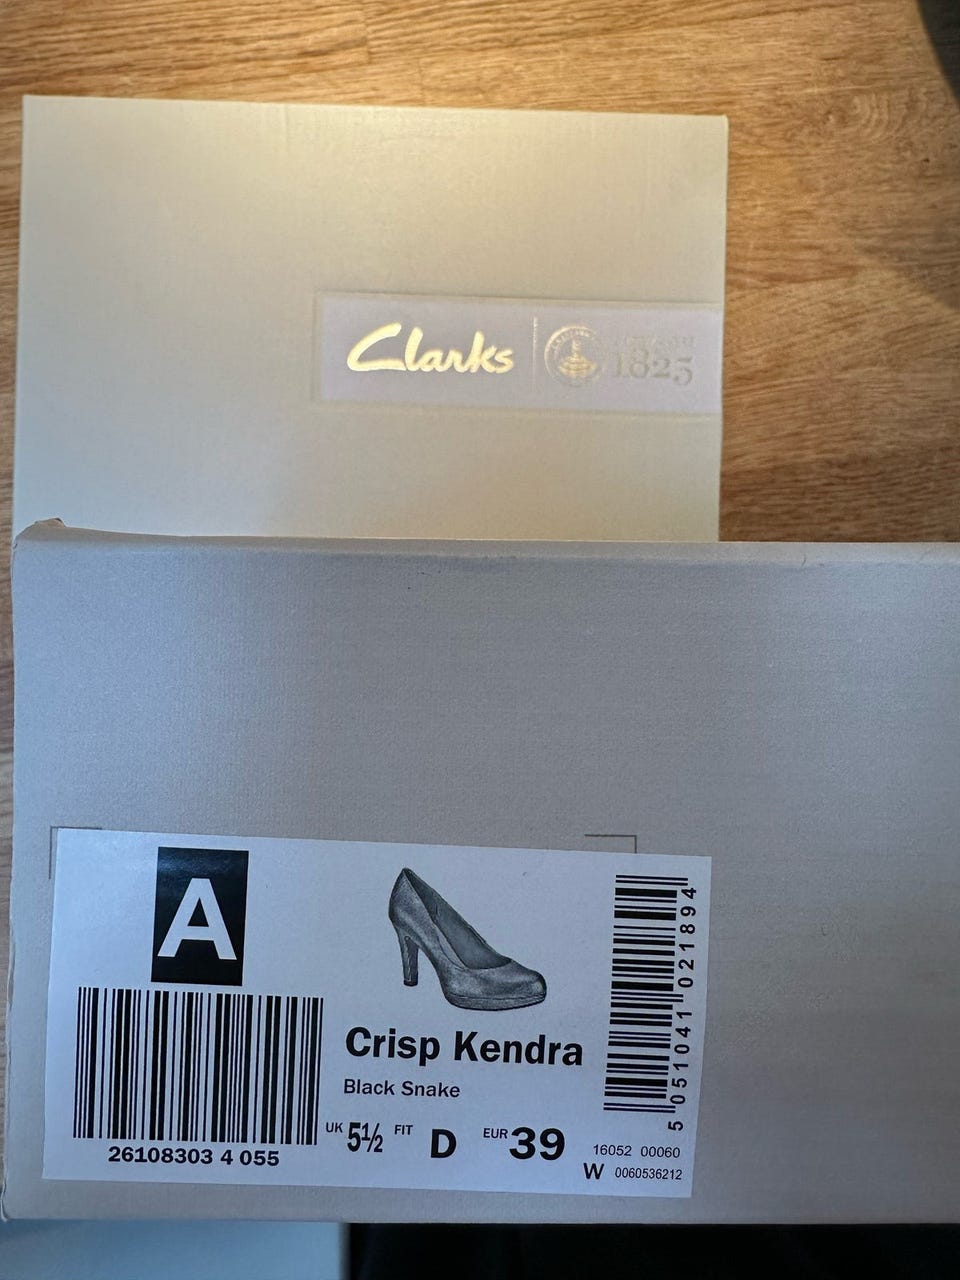 Clarks
1825
A
Crisp Kendra
Black Snake
UK 5½ FIT D EUR 39
26108303 4 055
16052 00060
W 0060536212
5 051041 021894